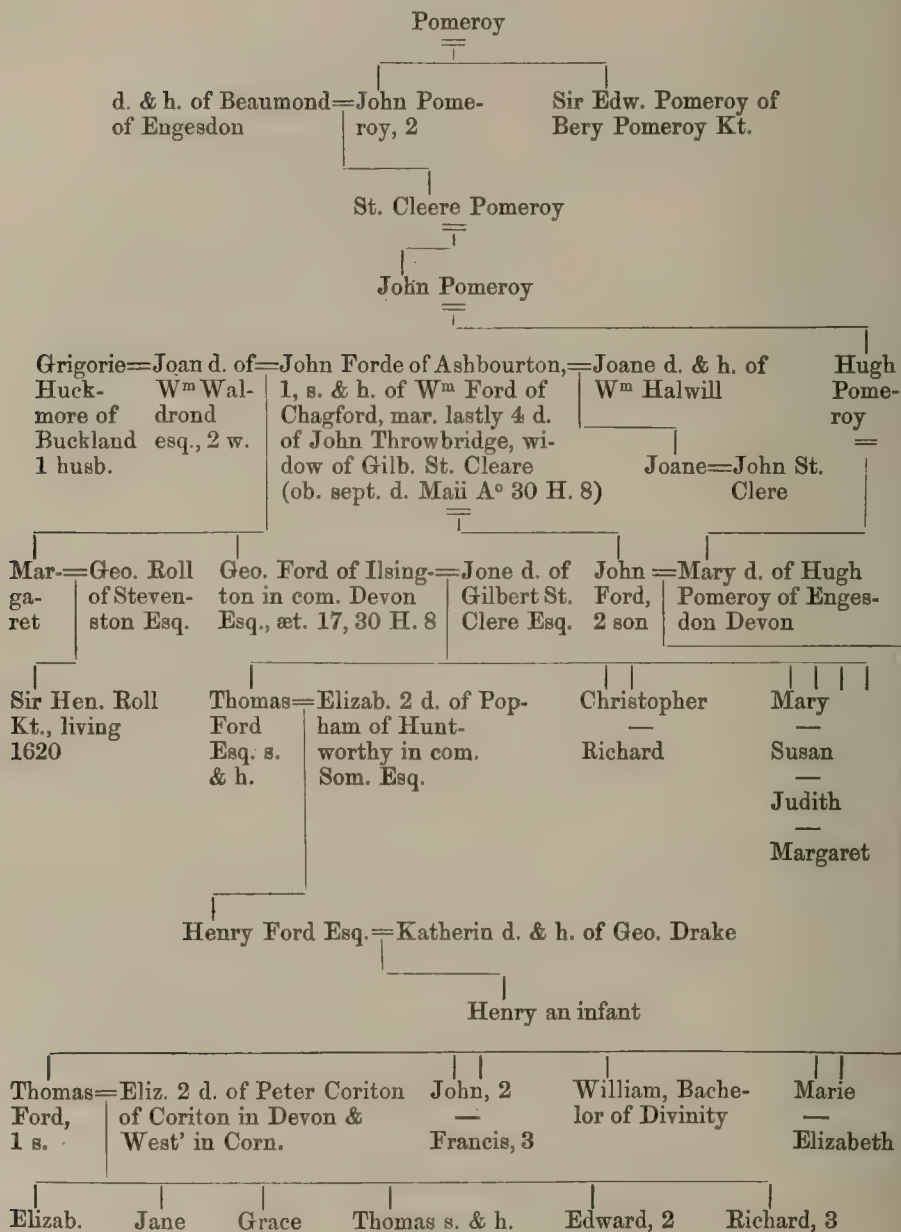 Pomeroy
d. & h. of Beaumond=John Pome-
of Engesdon roy, 2
Sir Edw. Pomeroy of
Bery Pomeroy Kt.
St. Cleere Pomeroy
John Pomeroy
Grigorie=Joan d. of=John Forde of Ashbourton,=Joane d. & h. of Hugh
Huck- Wm Wal- 1, s. & h. of Wm Ford of Wm Halwill Pome-
more of drond Chagford, mar. lastly 4 d. roy
Buckland esq., 2 w. of John Throwbridge, wi-
1 husb. dow of Gilb. St. Cleare Joane=John St.
(ob. sept. d. Maii Ao 30 H. 8) Clere
Mar-=Geo. Roll Geo. Ford of Ilsing-=Jone d. of John =Mary d. of Hugh
ga- of Steven- ton in com. Devon Gilbert St. Ford, Pomeroy of Enges-
ret ston Esq. Esq., æt. 17, 30 H. 8 Clere Esq. 2 son don Devon
Sir Hen. Roll Thomas=Elizab. 2 d. of Pop- Christopher Mary
Kt., living Ford ham of Hunt- — —
1620 Esq. s. worthy in com. Richard Susan
& h. Som. Esq. —
Judith
—
Margaret
Henry Ford Esq.=Katherin d. & h. of Geo. Drake
Henry an infant
Thomas=Eliz. 2 d. of Peter Coriton John, 2 William, Bache- Marie
Ford, of Coriton in Devon & — lor of Divinity —
1 s. West' in Corn. Francis, 3 Elizabeth
Elizab. Jane Grace Thomas s. & h. Edward, 2 Richard, 3